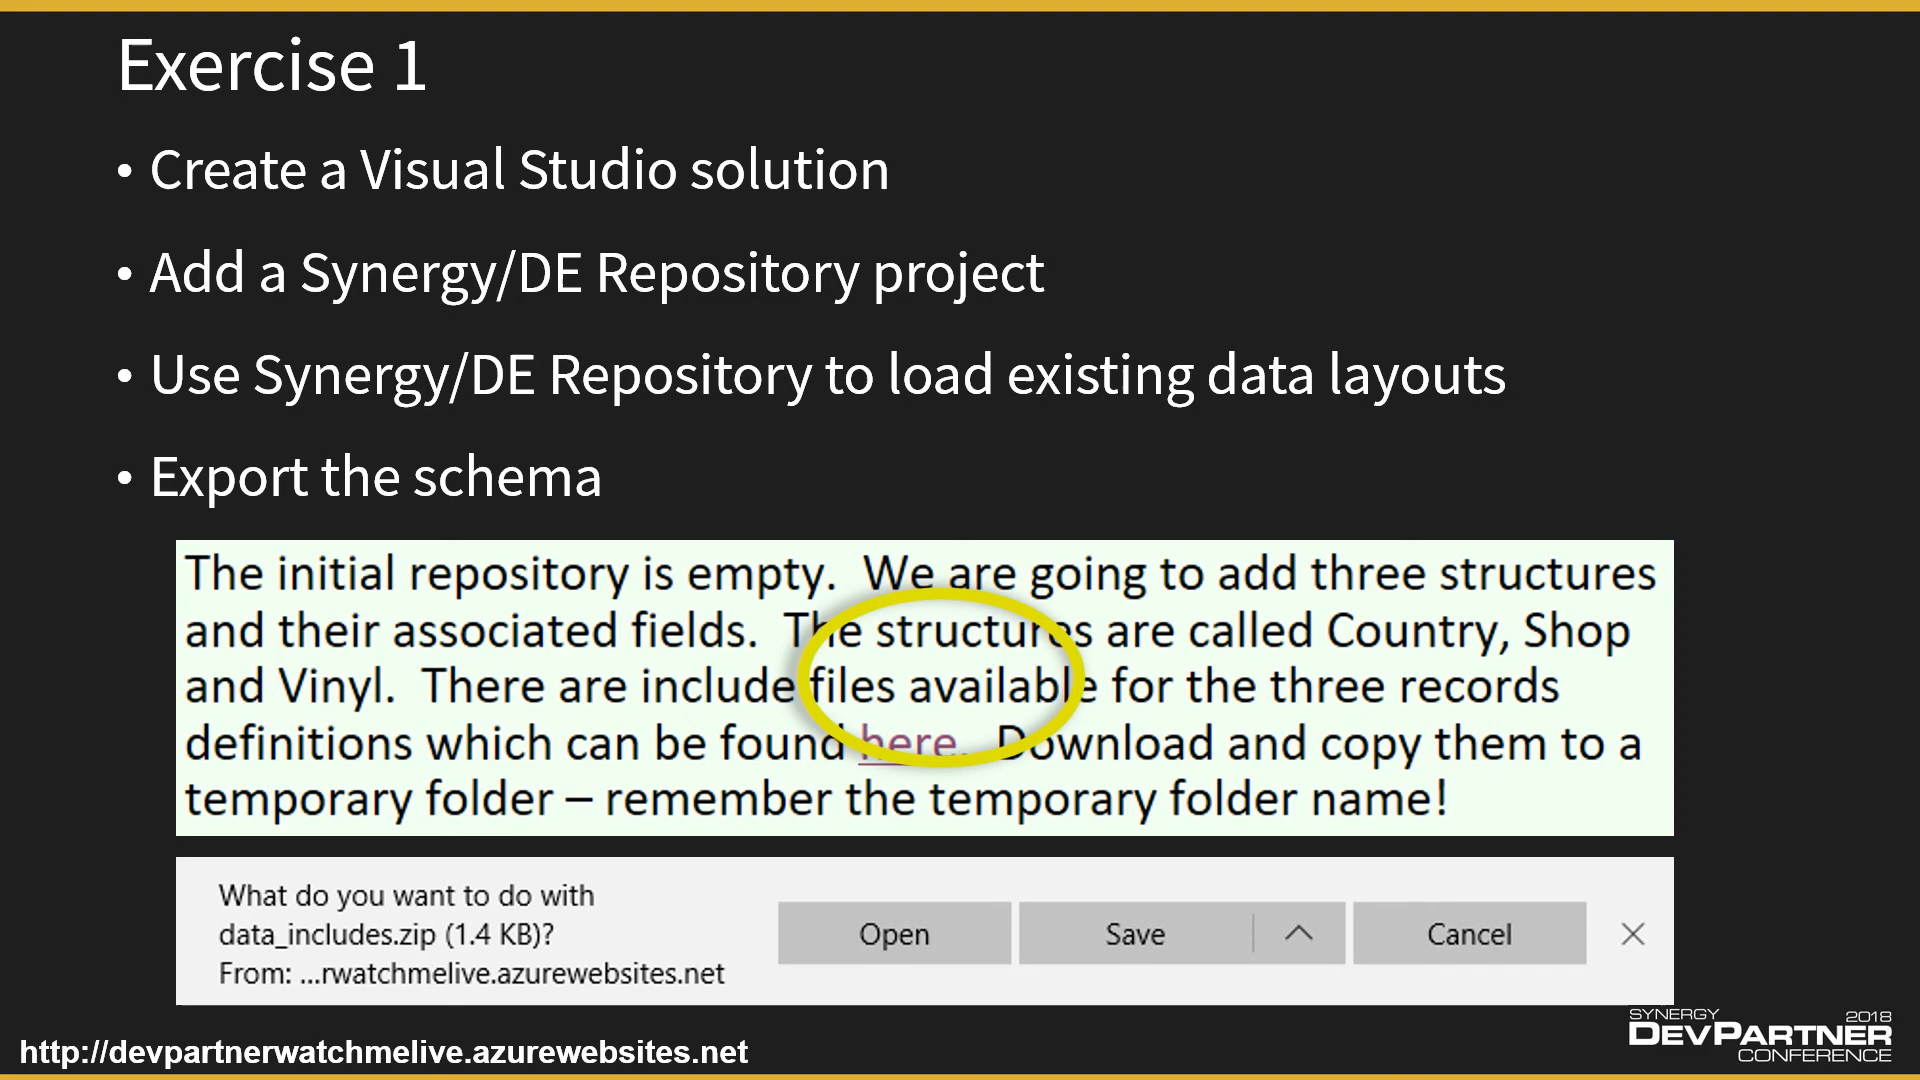 Exercise 1
• Create a Visual Studio solution
• Add a Synergy/DE Repository project
• Use Synergy/DE Repository to load existing data layouts
• Export the schema
The initial repository is empty.  We are going to add three structures
and their associated fields.  The structures are called Country, Shop
and Vinyl.  There are include files available for the three records
definitions which can be found here.  Download and copy them to a
temporary folder – remember the temporary folder name!
What do you want to do with
data_includes.zip (1.4 KB)?
From: ...rwatchmelive.azurewebsites.net
Open
Save
Cancel
http://devpartnerwatchmelive.azurewebsites.net
SYNERGY 2018
DEVPARTNER
CONFERENCE